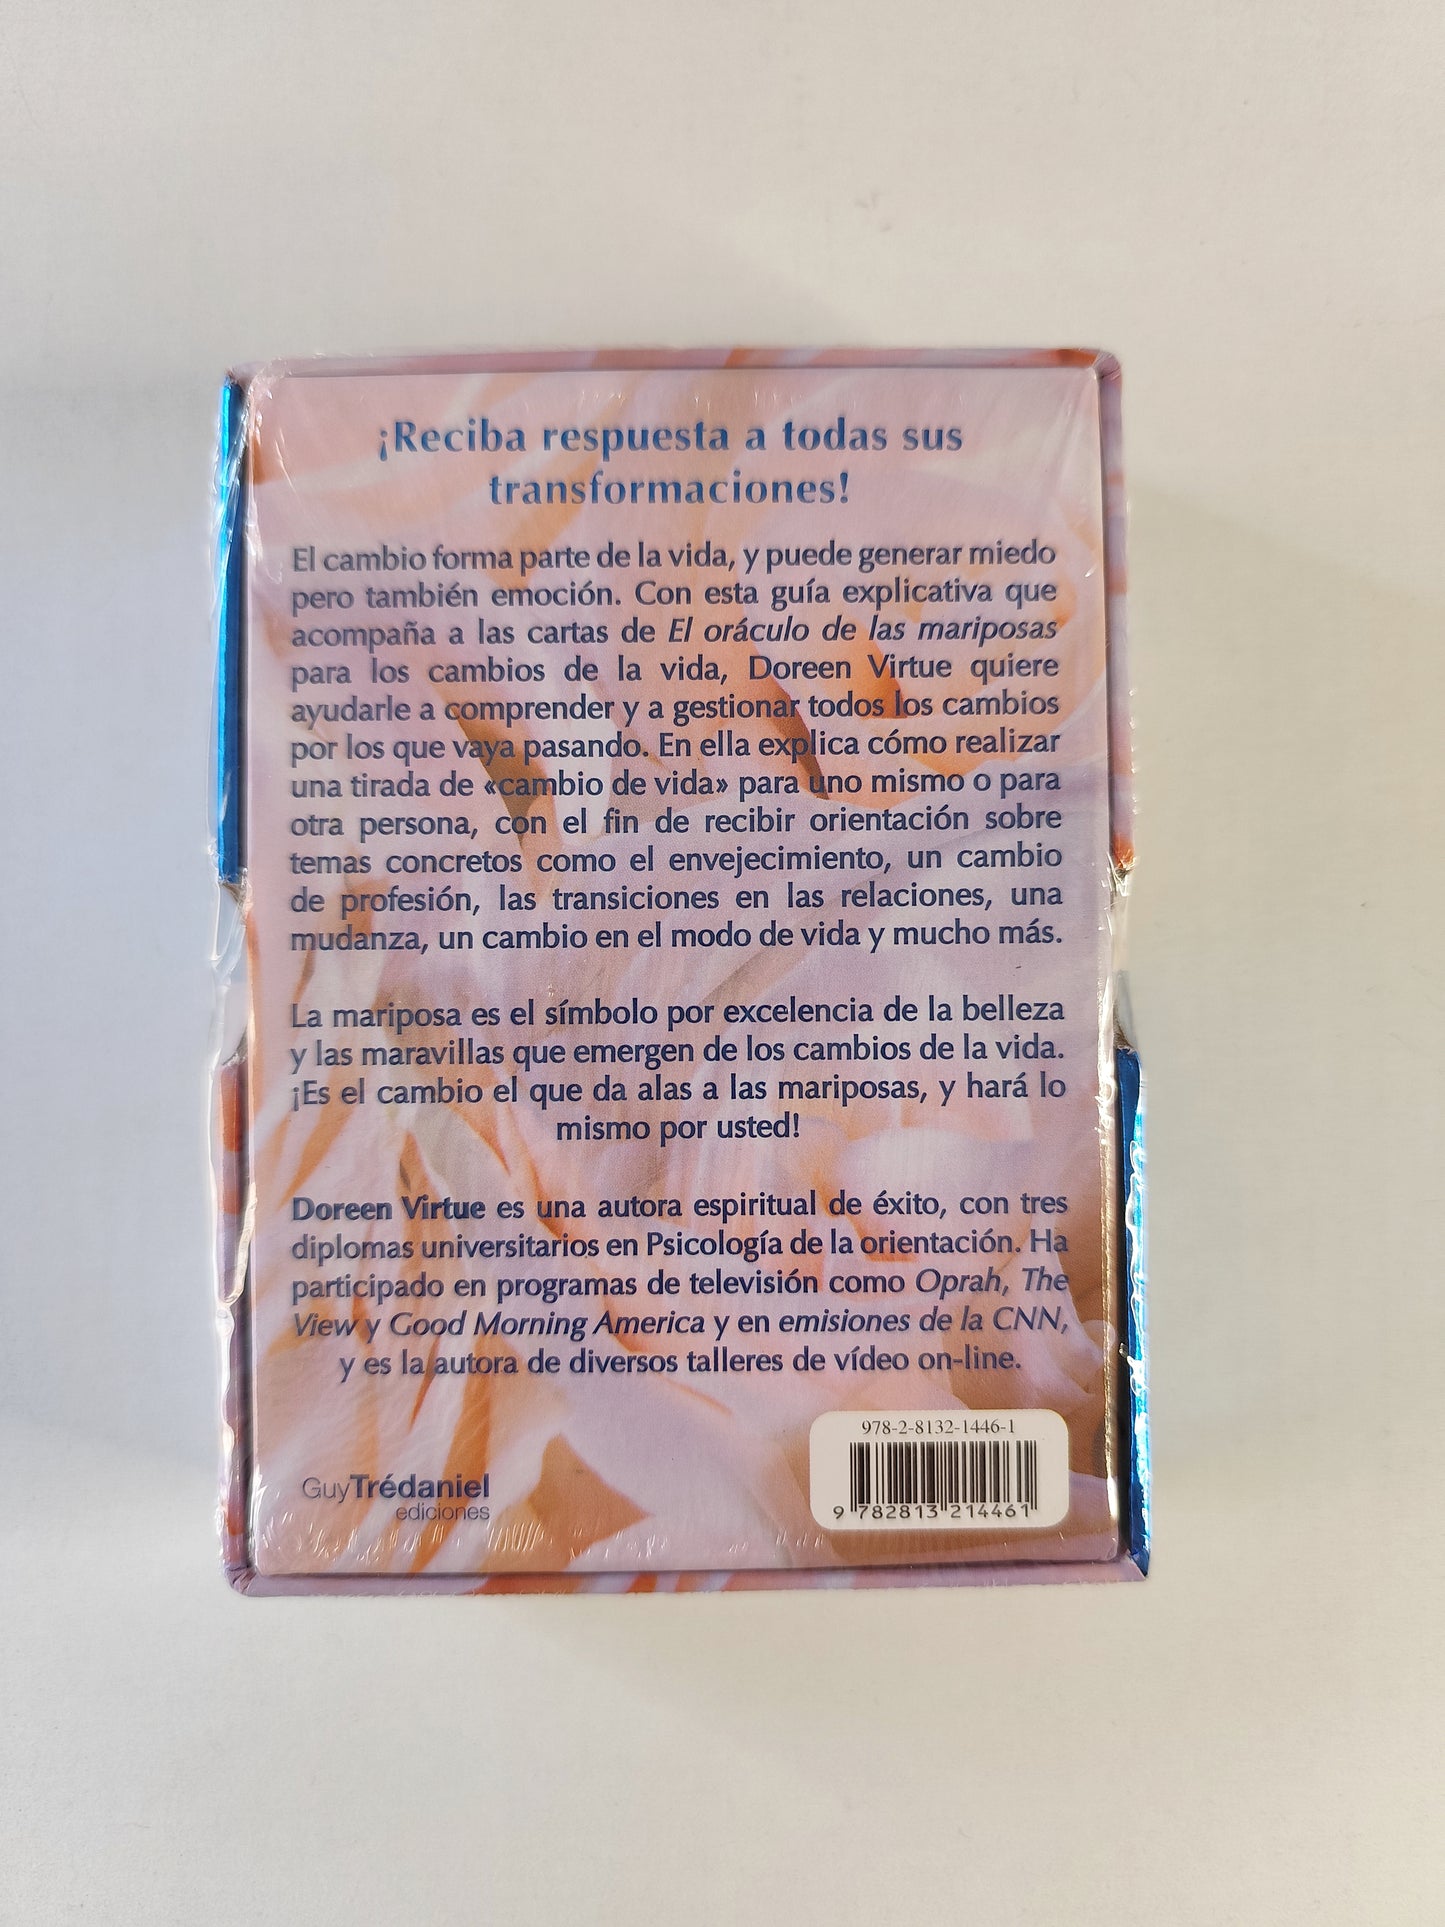 ¡Reciba respuesta a todas sus
transformaciones!
El cambio forma parte de la vida, y puede generar miedo
pero también emoción. Con esta guía explicativa que
acompaña a las cartas de El oráculo de las mariposas
para los cambios de la vida, Doreen Virtue quiere
ayudarle a comprender y a gestionar todos los cambios
por los que vaya pasando. En ella explica cómo realizar
una tirada de «cambio de vida» para uno mismo o para
otra persona, con el fin de recibir orientación sobre
temas concretos como el envejecimiento, un cambio
de profesión, las transiciones en las relaciones, una
mudanza, un cambio en el modo de vida y mucho más.
La mariposa es el símbolo por excelencia de la belleza
y las maravillas que emergen de los cambios de la vida.
¡Es el cambio el que da alas a las mariposas, y hará lo
mismo por usted!
Doreen Virtue es una autora espiritual de éxito, con tres
diplomas universitarios en Psicología de la orientación. Ha
participado en programas de televisión como Oprah, The
View y Good Morning America y en emisiones de la CNN,
y es la autora de diversos talleres de vídeo on-line.
978-2-8132-1446-1
9 782813 214461
GuyTrédaniel
ediciones